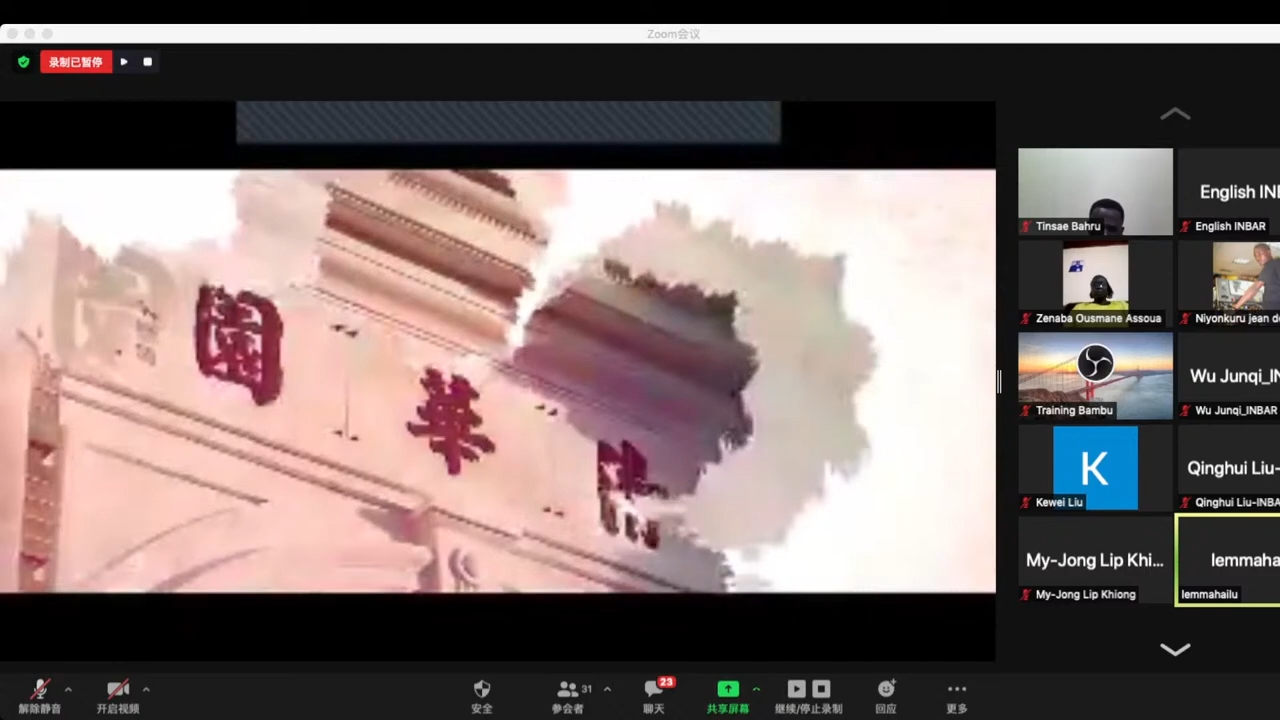 Zoom会议
录制已暂停
園
華
清
English IN
Tinsae Bahru
English INBAR
Zenaba Ousmane Assoua
Niyonkuru jean d
Training Bambu
Wu Junqi_IN
Wu Junqi_INBAR
K
Kewei Liu
Qinghui Liu-
Qinghui Liu-INBA
My-Jong Lip Khi...
My-Jong Lip Khiong
lemmaha
lemmahailu
解除静音
开启视频
安全
31
参会者
23
聊天
共享屏幕
继续/停止录制
回应
更多